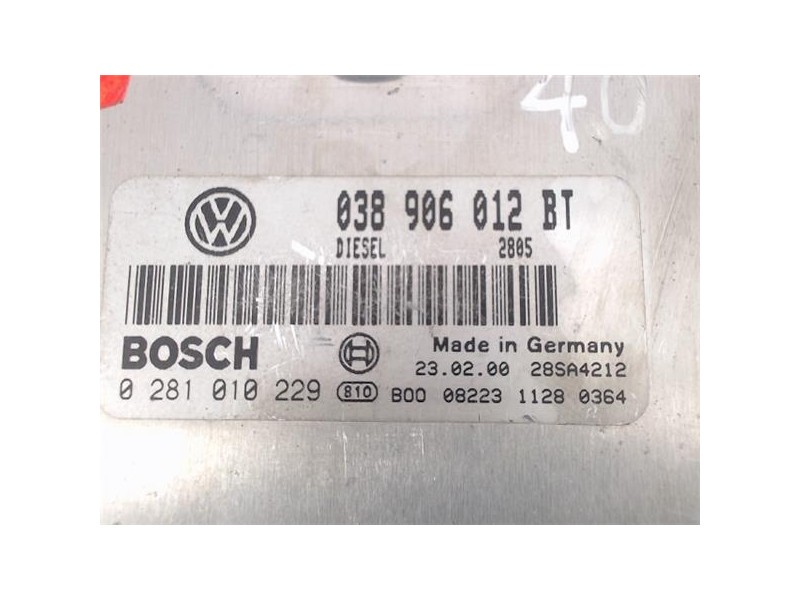 40
VW
038 906 012 BT
DIESEL 2805
BOSCH
Made in Germany
23.02.00 28SA4212
0 281 010 229 810 B00 08223 1128 0364